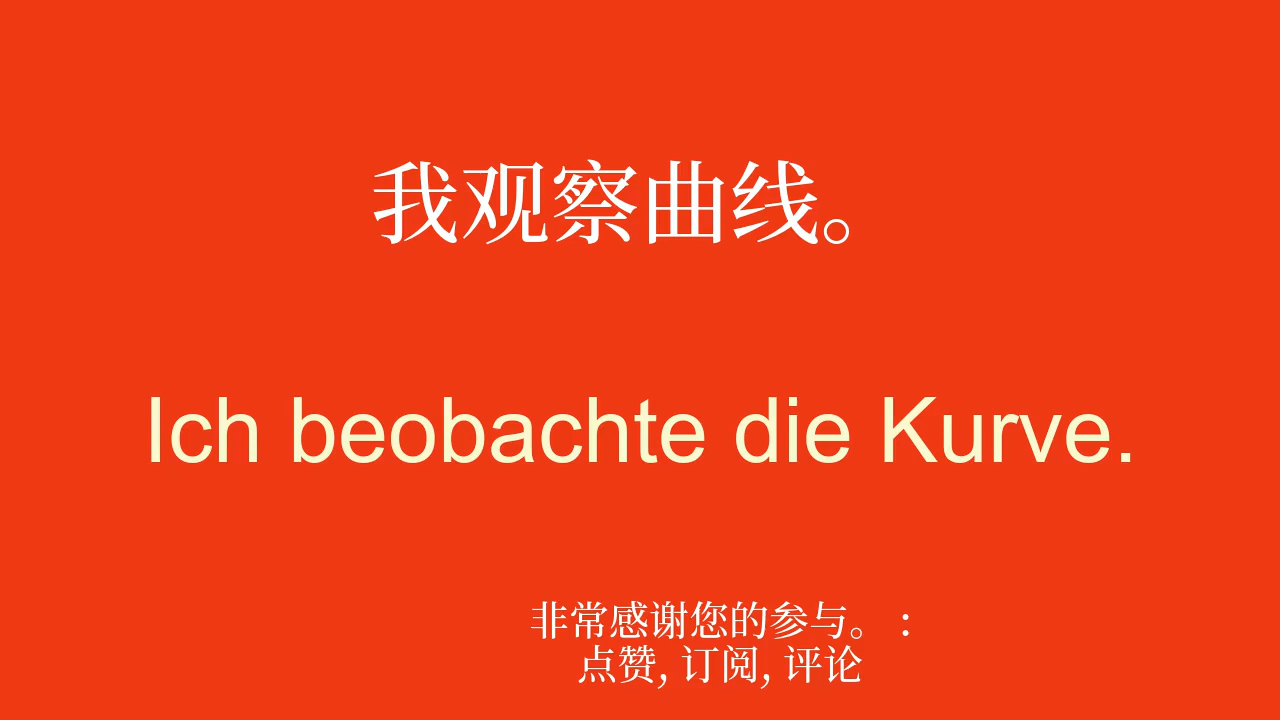 我观察曲线。
Ich beobachte die Kurve.
非常感谢您的参与。 :
点赞, 订阅, 评论